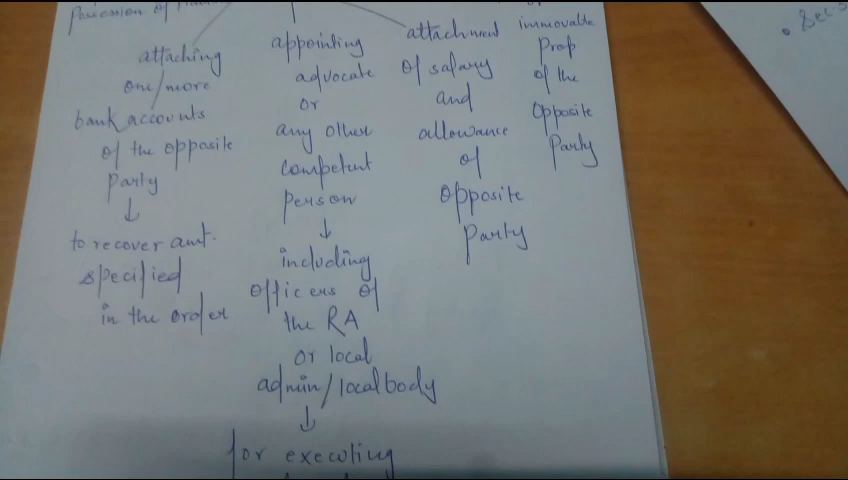 Possession of
attaching
one/more
bank accounts
of the opposite
party
↓
to recover amt.
specified
in the order
appointing
advocate
or
any other
competent
person
↓
including
officers of
the RA
or local
admin/localbody
↓
for executing
attachment
of salary
and
allowance
of
opposite
party
immovable
prop
of the
opposite
party
• Sec